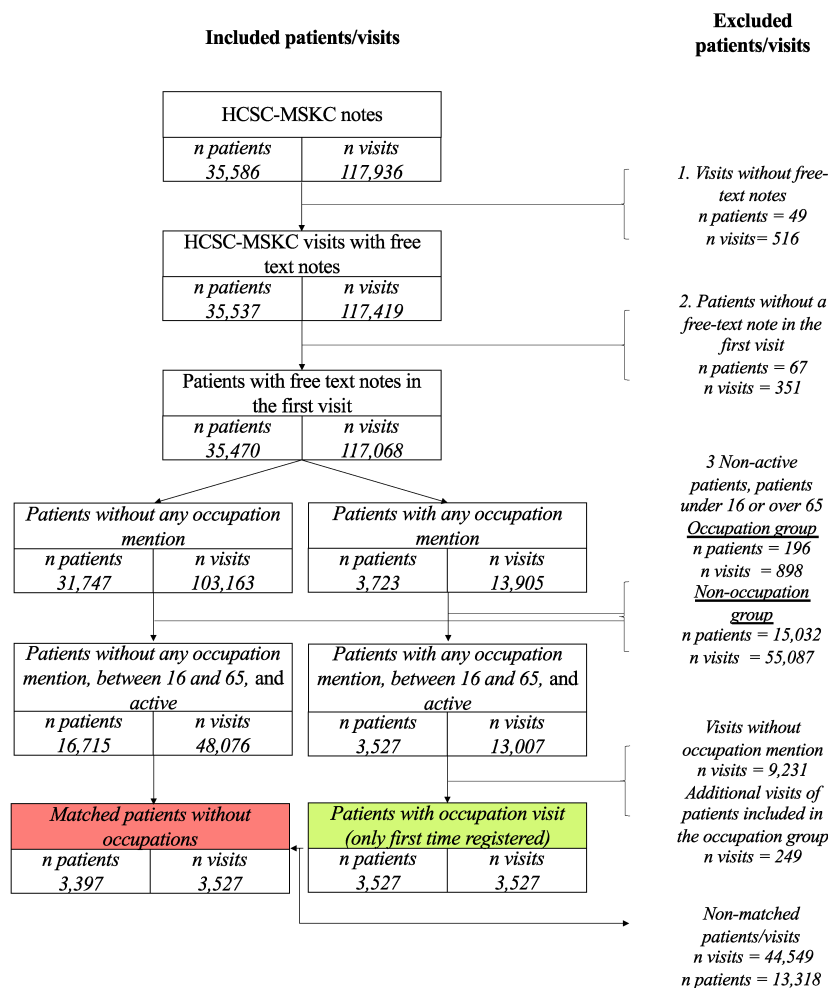 Included patients/visits
Excluded
patients/visits
HCSC-MSKC notes
n patients
35,586
n visits
117,936
1. Visits without free-
text notes
n patients = 49
n visits= 516
HCSC-MSKC visits with free
text notes
n patients
35,537
n visits
117,419
2. Patients without a
free-text note in the
first visit
n patients = 67
n visits = 351
Patients with free text notes in
the first visit
n patients
35,470
n visits
117,068
3 Non-active
patients, patients
under 16 or over 65
Occupation group
n patients = 196
n visits = 898
Non-occupation
group
n patients = 15,032
n visits = 55,087
Patients without any occupation
mention
n patients
31,747
n visits
103,163
Patients with any occupation
mention
n patients
3,723
n visits
13,905
Patients without any occupation
mention, between 16 and 65, and
active
n patients
16,715
n visits
48,076
Patients with any occupation
mention, between 16 and 65, and
active
n patients
3,527
n visits
13,007
Visits without
occupation mention
n visits = 9,231
Additional visits of
patients included in
the occupation group
n visits = 249
Matched patients without
occupations
n patients
3,397
n visits
3,527
Patients with occupation visit
(only first time registered)
n patients
3,527
n visits
3,527
Non-matched
patients/visits
n visits = 44,549
n patients = 13,318